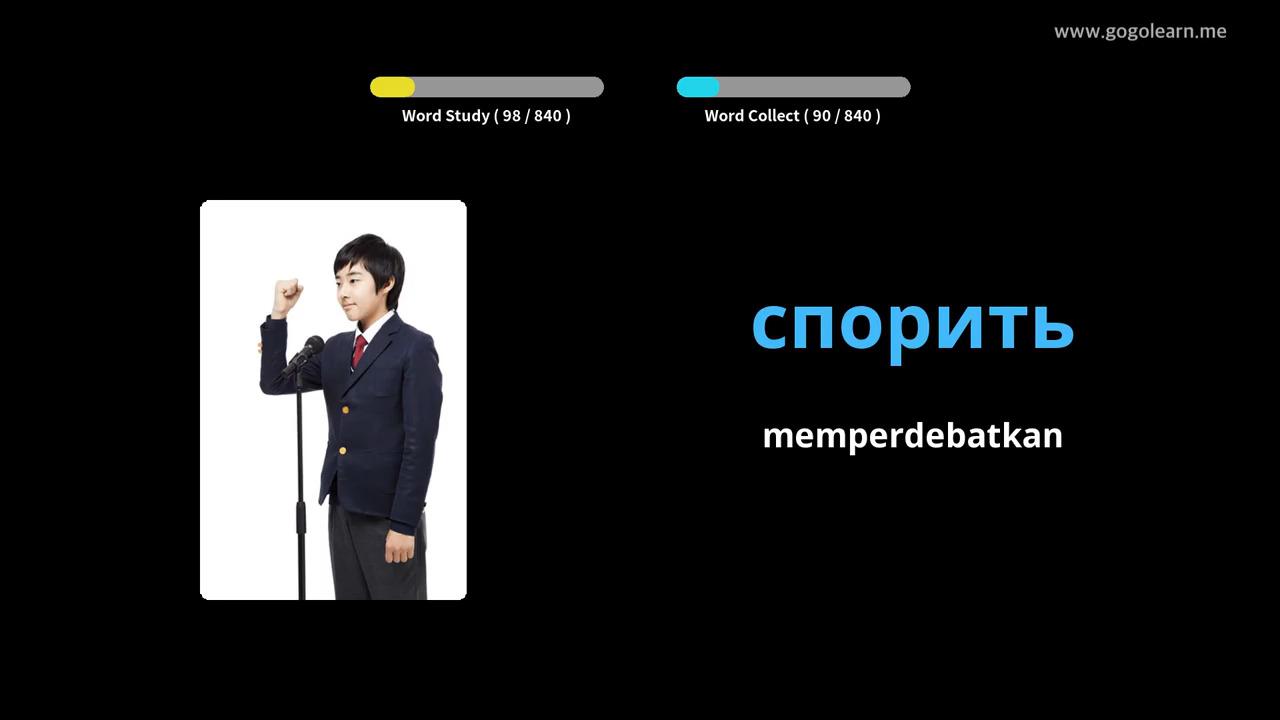 www.gogolearn.me
Word Study ( 98 / 840 )
Word Collect ( 90 / 840 )
спорить
memperdebatkan